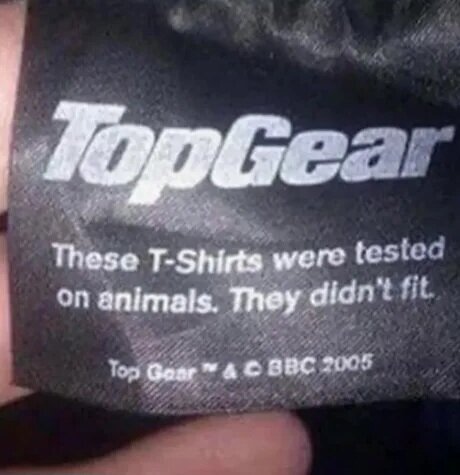 TopGear
These T-Shirts were tested
on animals. They didn't fit.
Top Gear ™ & © BBC 2005